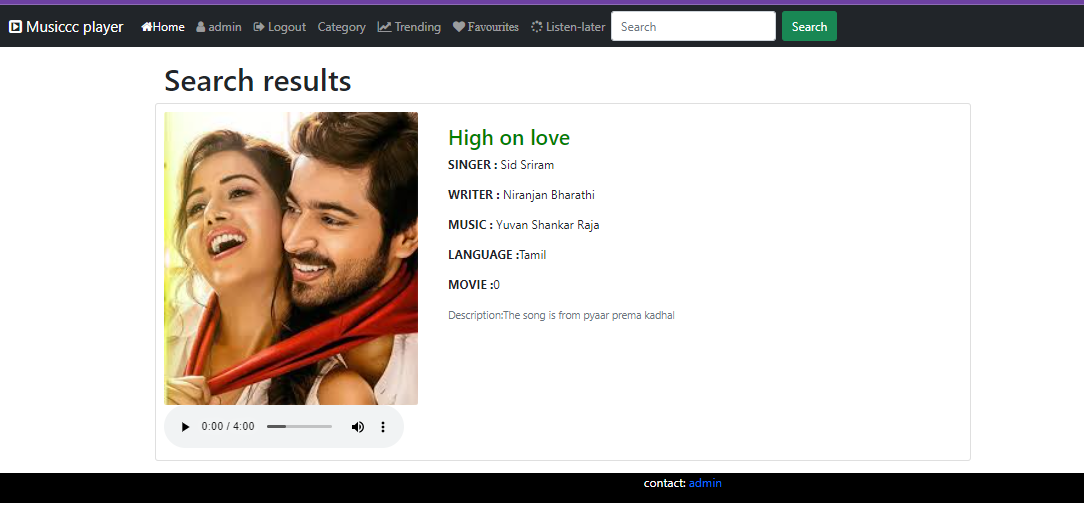 Musiccc player Home admin Logout Category Trending Favourites Listen-later Search Search
Search results
High on love
SINGER : Sid Sriram
WRITER : Niranjan Bharathi
MUSIC : Yuvan Shankar Raja
LANGUAGE :Tamil
MOVIE :0
Description:The song is from pyaar prema kadhal
0:00 / 4:00
contact: admin